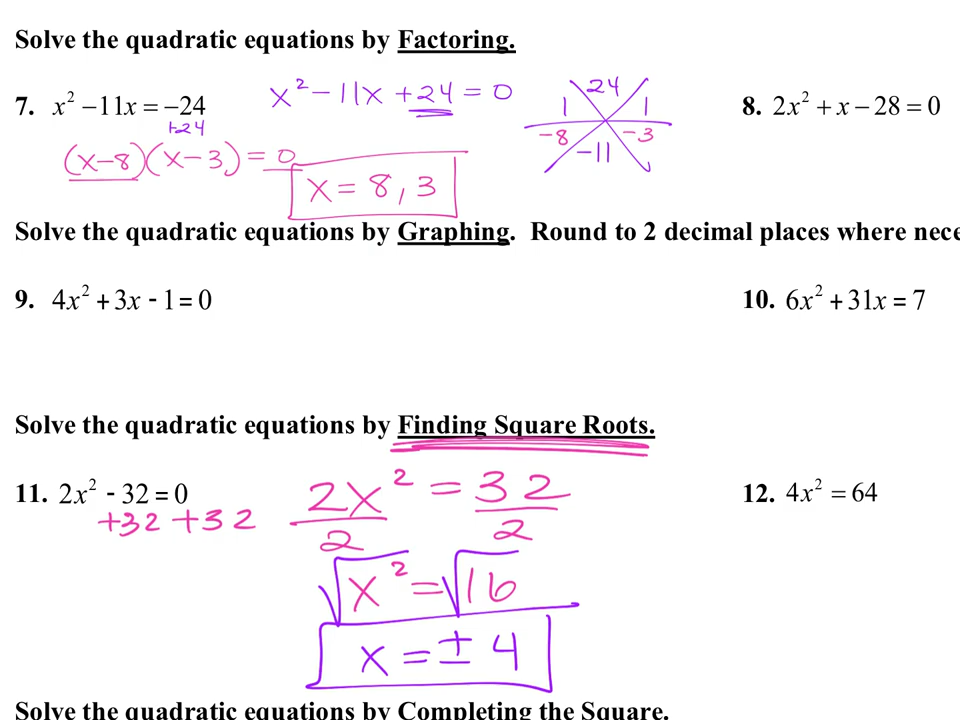 Solve the quadratic equations by Factoring.
7. x² − 11x = −24
+24
x² − 11x + 24 = 0
24
1 1
−8 −3
−11
(x − 8)(x − 3) = 0
x = 8, 3
8. 2x² + x − 28 = 0
Solve the quadratic equations by Graphing. Round to 2 decimal places where nece
9. 4x² + 3x - 1 = 0
10. 6x² + 31x = 7
Solve the quadratic equations by Finding Square Roots.
11. 2x² - 32 = 0
+32 +32
2x² = 32
2 2
√x² = √16
x = ± 4
12. 4x² = 64
Solve the quadratic equations by Completing the Square.